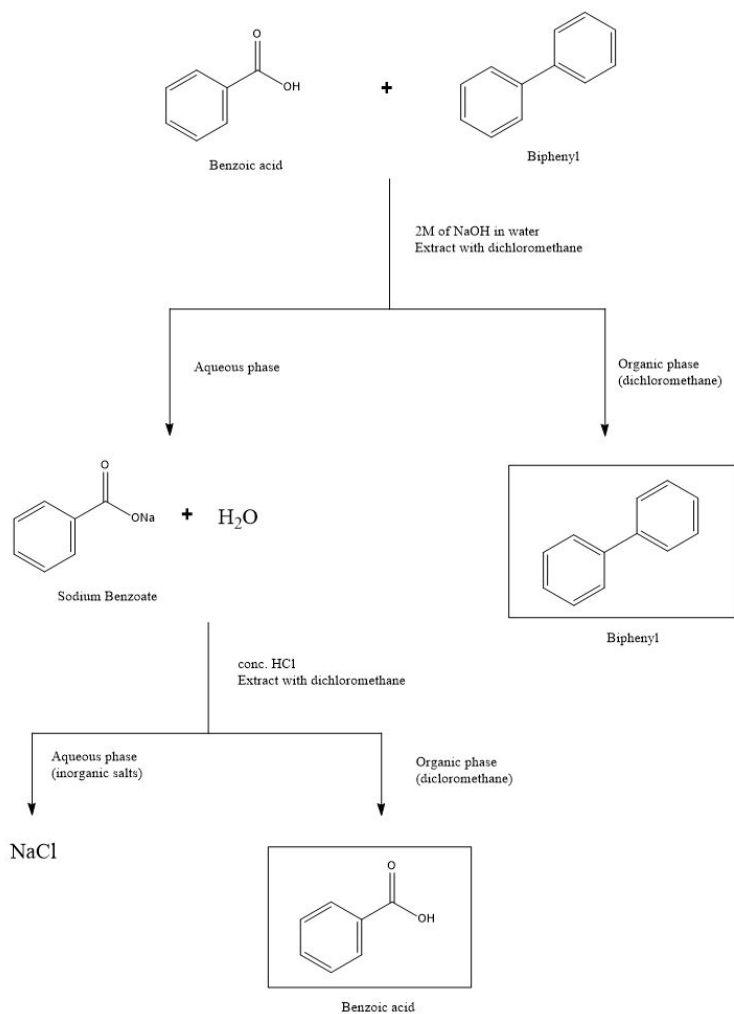 O
OH
+
Benzoic acid
Biphenyl
2M of NaOH in water
Extract with dichloromethane
Aqueous phase
Organic phase
(dichloromethane)
O
ONa
+
H₂O
Sodium Benzoate
Biphenyl
conc. HCl
Extract with dichloromethane
Aqueous phase
(inorganic salts)
Organic phase
(dicloromethane)
NaCl
O
OH
Benzoic acid